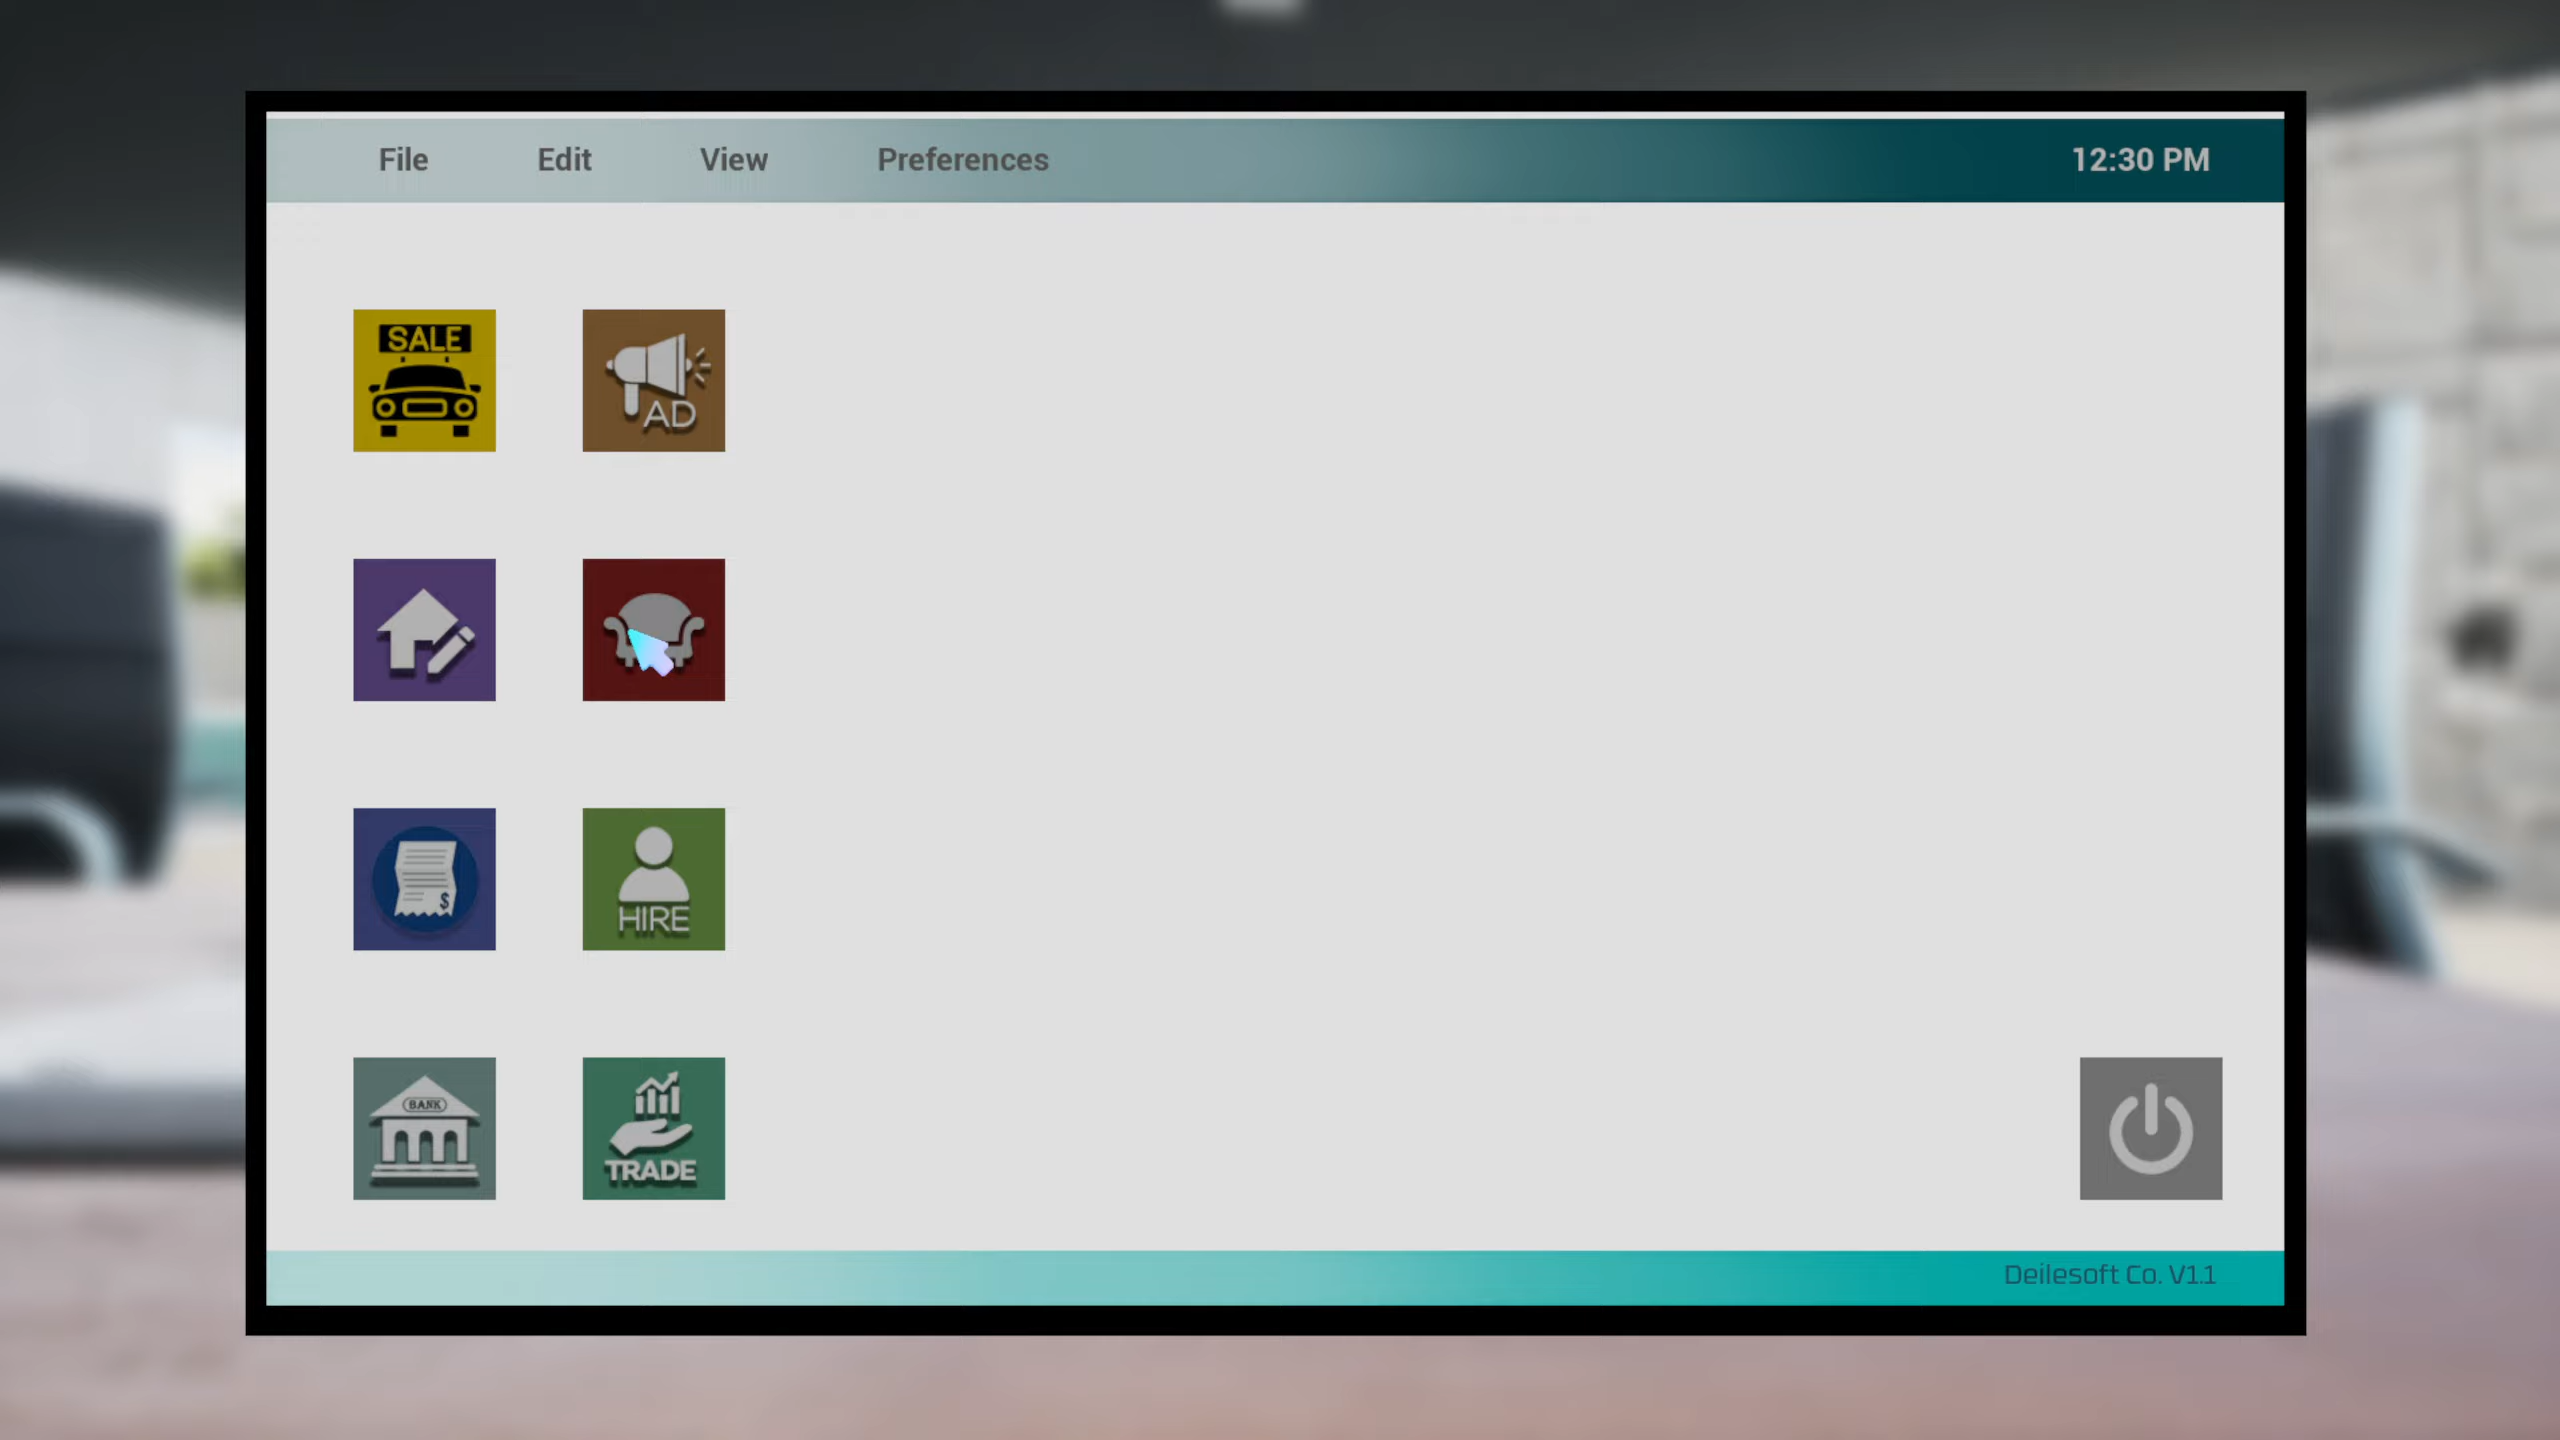 File Edit View Preferences 12:30 PM
SALE
AD
$
HIRE
BANK
TRADE
Deilesoft Co. V1.1